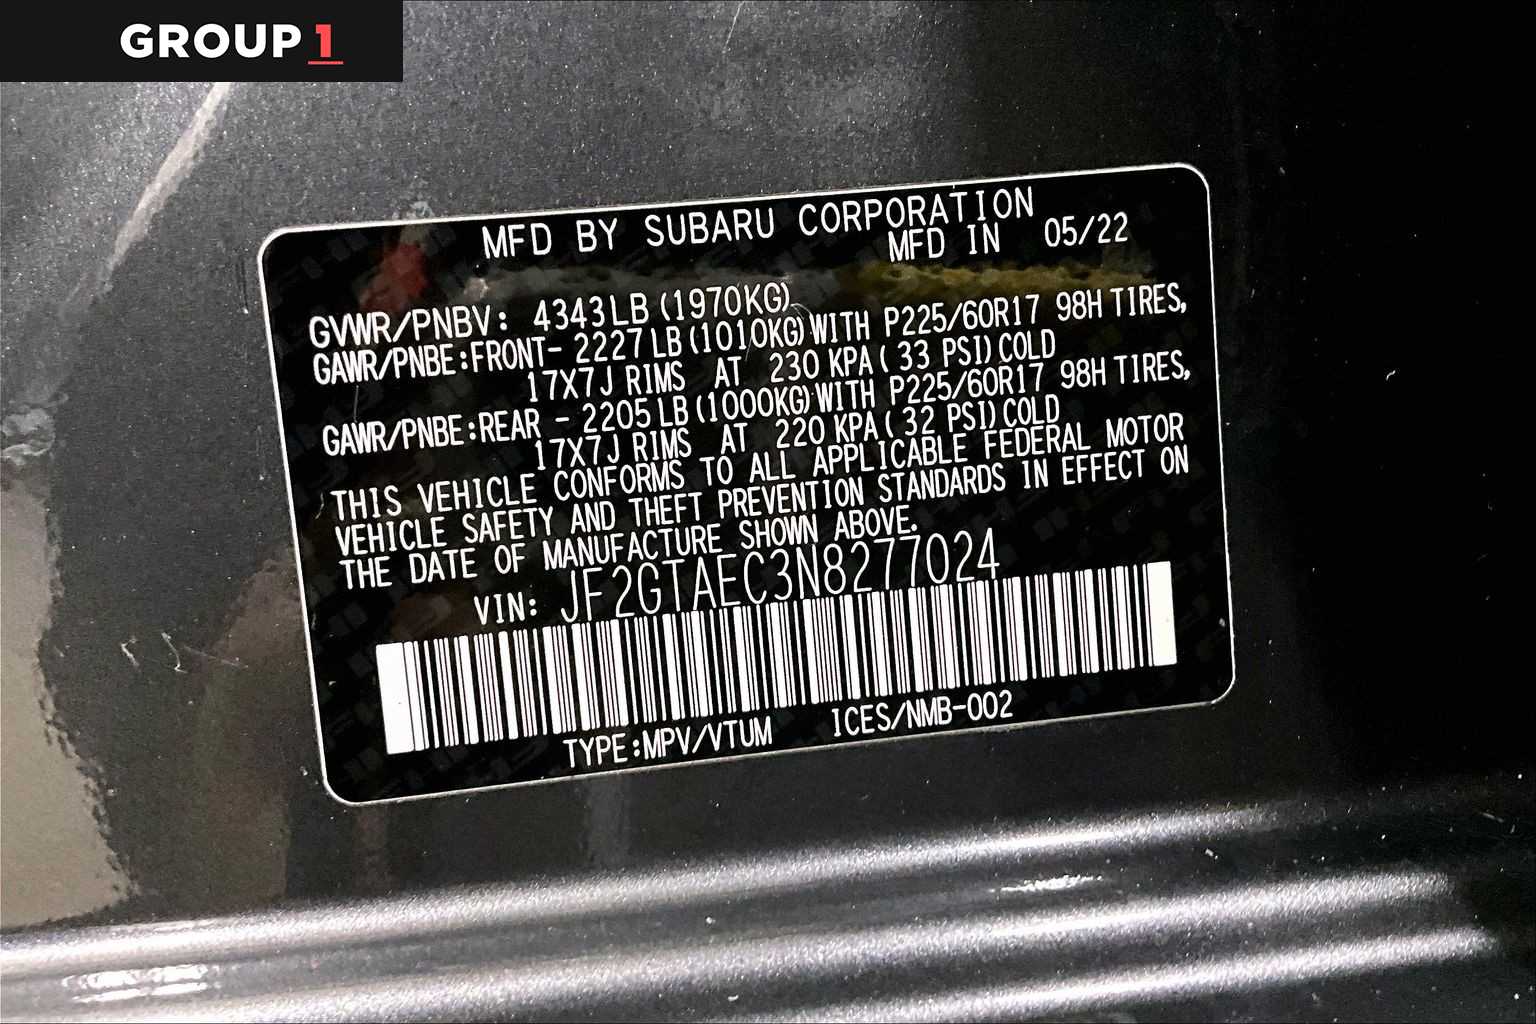 GROUP 1
MFD BY SUBARU CORPORATION
MFD IN 05/22
GVWR/PNBV: 4343LB (1970KG)
GAWR/PNBE:FRONT- 2227LB(1010KG)WITH P225/60R17 98H TIRES,
17X7J RIMS AT 230 KPA( 33 PSI)COLD
GAWR/PNBE:REAR - 2205LB(1000KG)WITH P225/60R17 98H TIRES,
17X7J RIMS AT 220 KPA( 32 PSI)COLD
THIS VEHICLE CONFORMS TO ALL APPLICABLE FEDERAL MOTOR
VEHICLE SAFETY AND THEFT PREVENTION STANDARDS IN EFFECT ON
THE DATE OF MANUFACTURE SHOWN ABOVE.
VIN: JF2GTAEC3N8277024
TYPE:MPV/VTUM ICES/NMB-002